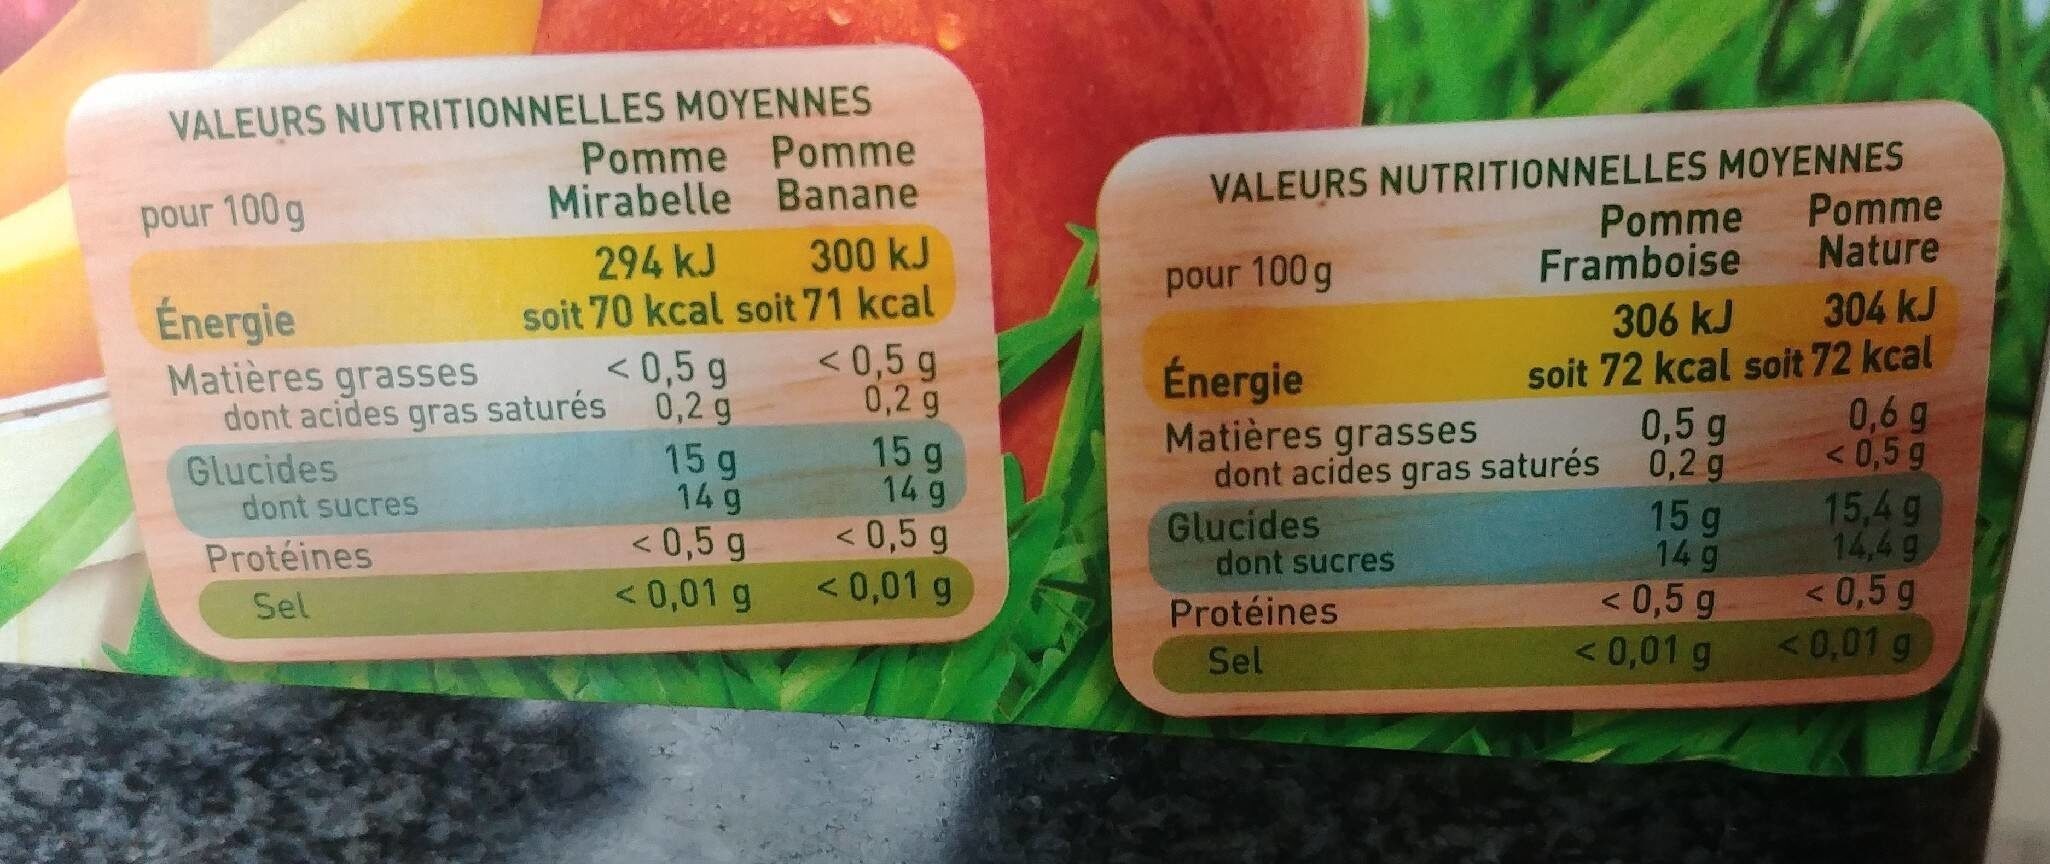 VALEURS NUTRITIONNELLES MOYENNES
Pomme Pomme
pour 100 g Mirabelle Banane
294 kJ 300 kJ
Énergie soit 70 kcal soit 71 kcal
Matières grasses < 0,5 g < 0,5 g
dont acides gras saturés 0,2 g 0,2 g
Glucides 15 g 15 g
dont sucres 14 g 14 g
Protéines < 0,5 g < 0,5 g
Sel < 0,01 g < 0,01 g
VALEURS NUTRITIONNELLES MOYENNES
Pomme Pomme
pour 100 g Framboise Nature
306 kJ 304 kJ
Énergie soit 72 kcal soit 72 kcal
Matières grasses 0,5 g 0,6 g
dont acides gras saturés 0,2 g < 0,5 g
Glucides 15 g 15,4 g
dont sucres 14 g 14,4 g
Protéines < 0,5 g < 0,5 g
Sel < 0,01 g < 0,01 g